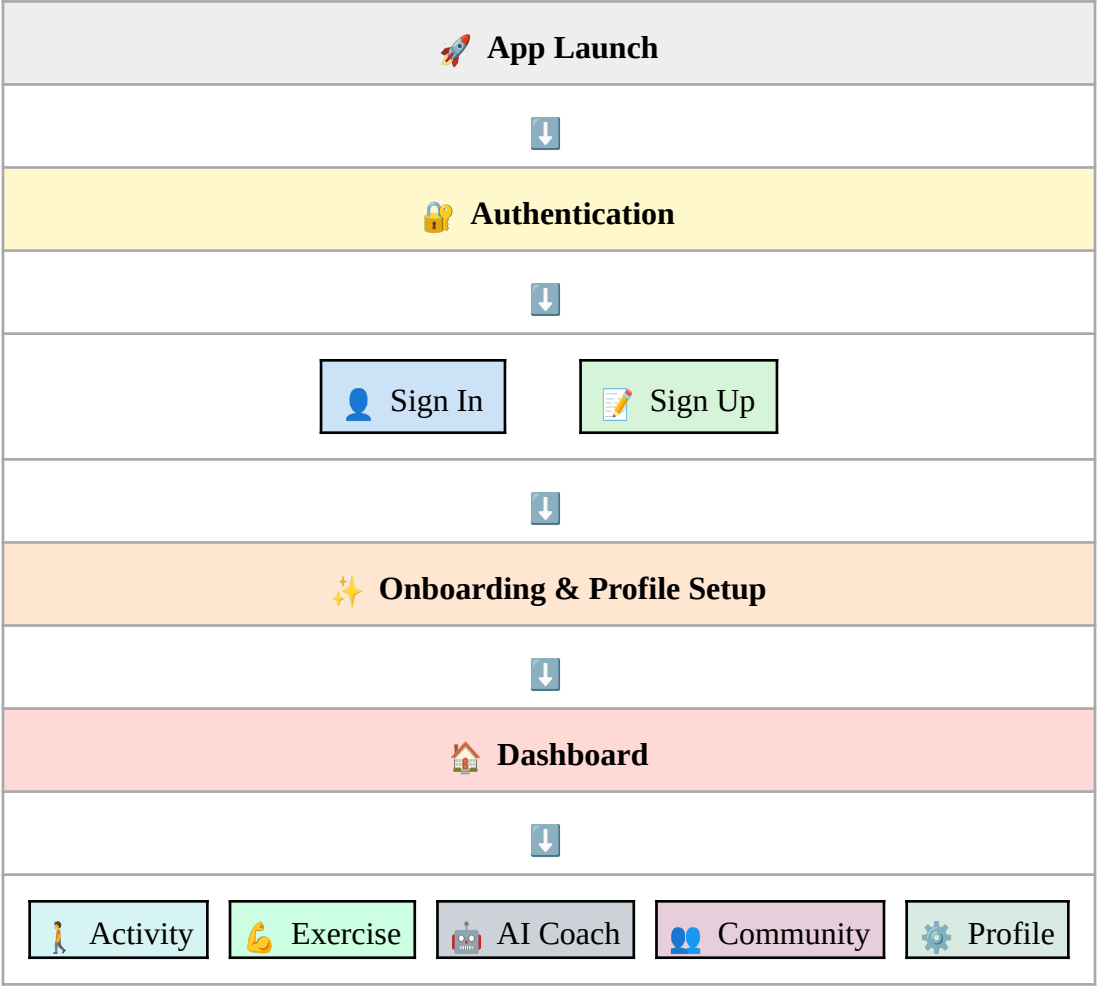 🚀 App Launch
⬇️
🔐 Authentication
⬇️
👤 Sign In 📝 Sign Up
⬇️
✨ Onboarding & Profile Setup
⬇️
🏠 Dashboard
⬇️
🚶 Activity 💪 Exercise 🤖 AI Coach 👥 Community ⚙️ Profile